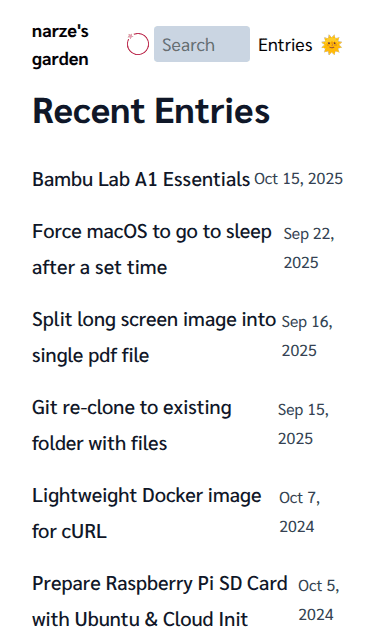 narze's
garden
Search
Entries
Recent Entries
Bambu Lab A1 Essentials Oct 15, 2025
Force macOS to go to sleep
after a set time
Sep 22,
2025
Split long screen image into
single pdf file
Sep 16,
2025
Git re-clone to existing
folder with files
Sep 15,
2025
Lightweight Docker image
for cURL
Oct 7,
2024
Prepare Raspberry Pi SD Card
with Ubuntu & Cloud Init
Oct 5,
2024